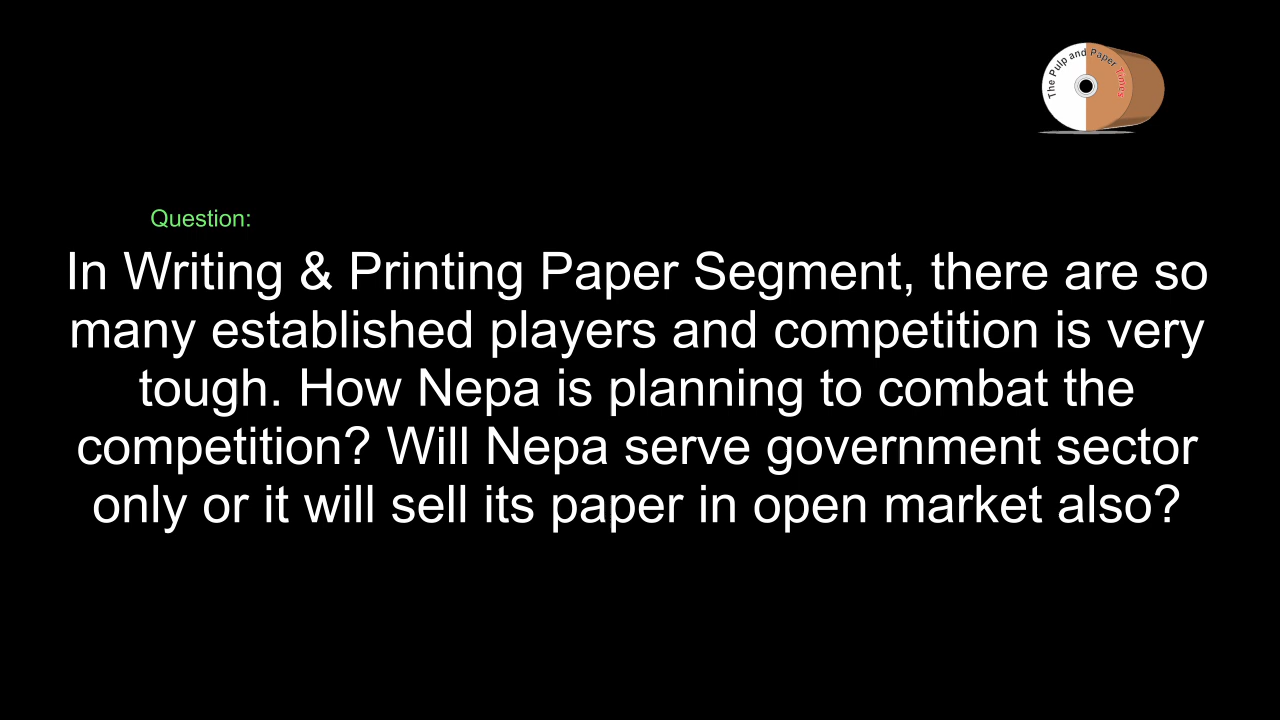 The Pulp and Paper Times
Question:
In Writing & Printing Paper Segment, there are so
many established players and competition is very
tough. How Nepa is planning to combat the
competition? Will Nepa serve government sector
only or it will sell its paper in open market also?